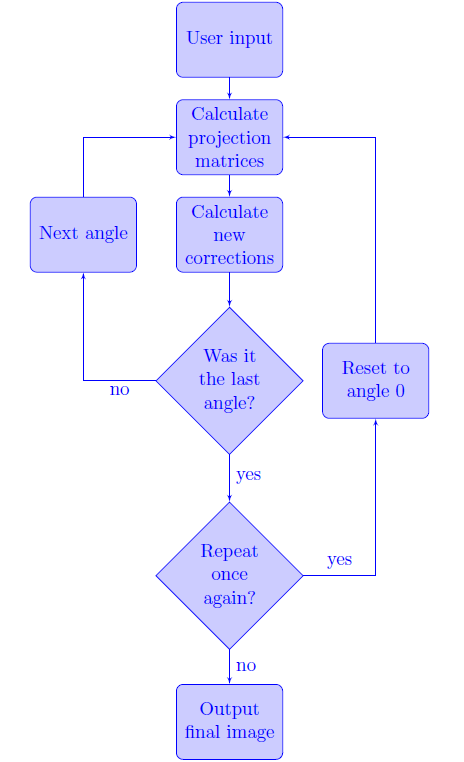 User input
Calculate
projection
matrices
Next angle
Calculate
new
corrections
Was it
the last
angle?
Reset to
angle 0
no
yes
Repeat
once
again?
yes
no
Output
final image